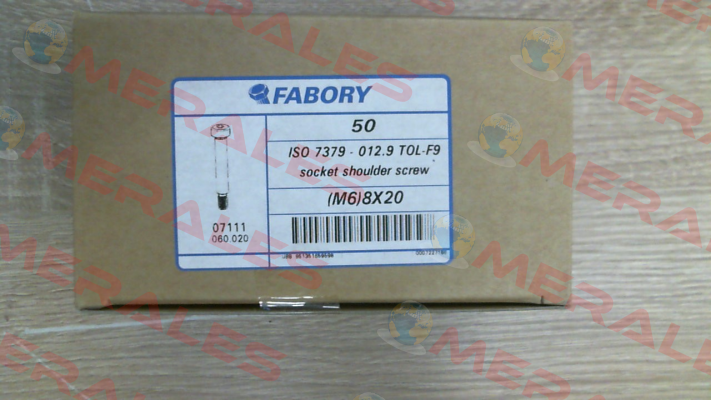 FABORY
50
ISO 7379 - 012.9 TOL-F9
socket shoulder screw
(M6)8X20
07111
060 020
MERALES
MERALES
MERALES
MERALES
MERALES